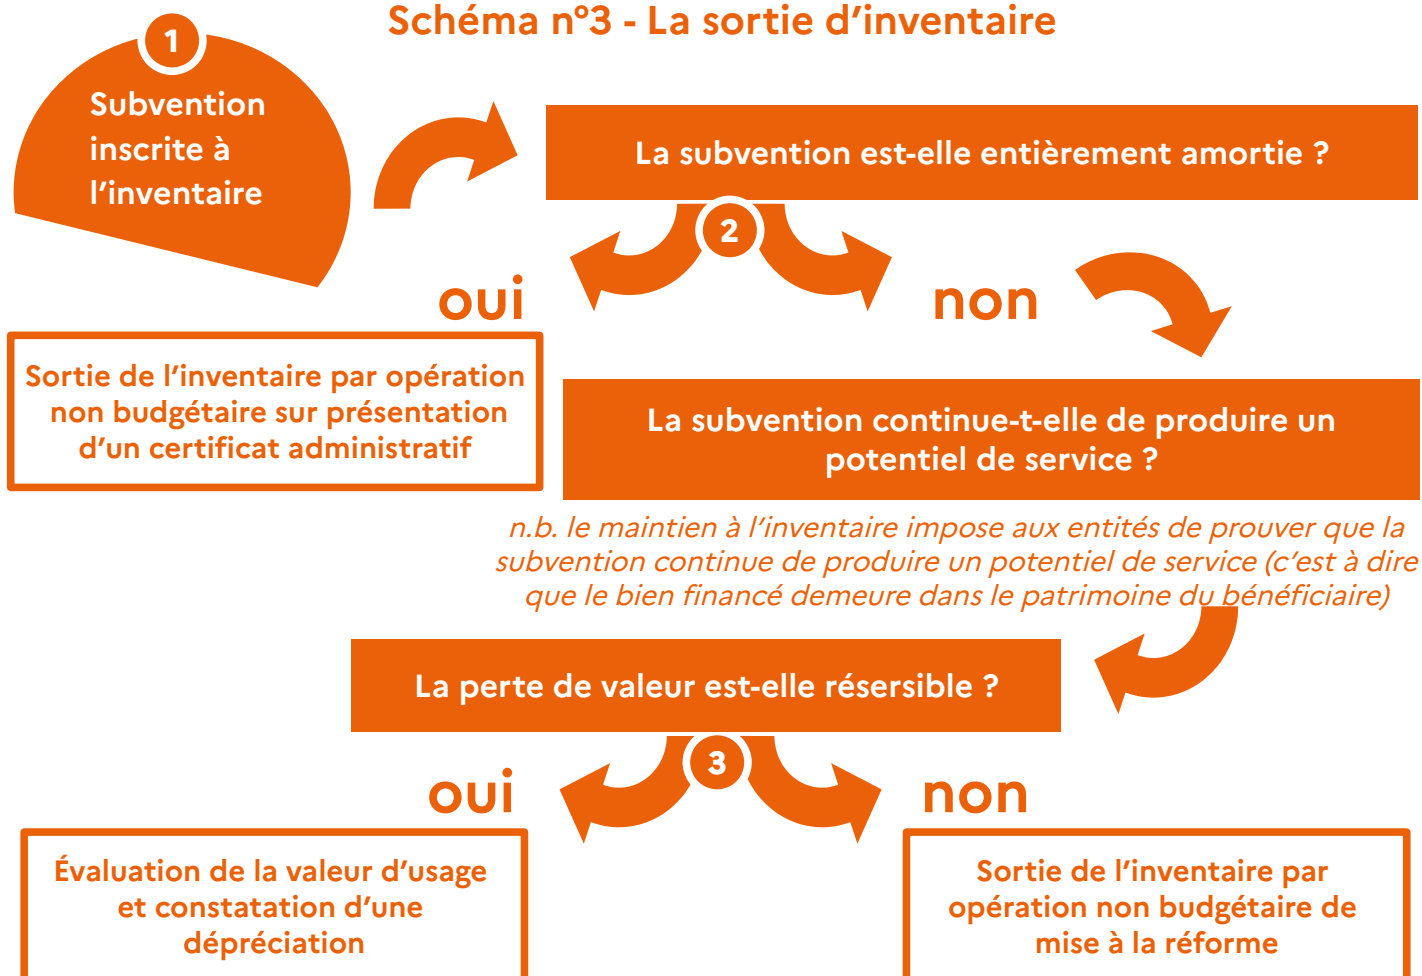 Schéma n°3 - La sortie d’inventaire
1
Subvention
inscrite à
l’inventaire
La subvention est-elle entièrement amortie ?
2
oui
non
Sortie de l’inventaire par opération
non budgétaire sur présentation
d’un certificat administratif
La subvention continue-t-elle de produire un
potentiel de service ?
n.b. le maintien à l’inventaire impose aux entités de prouver que la
subvention continue de produire un potentiel de service (c’est à dire
que le bien financé demeure dans le patrimoine du bénéficiaire)
La perte de valeur est-elle résersible ?
3
oui
non
Évaluation de la valeur d’usage
et constatation d’une
dépréciation
Sortie de l’inventaire par
opération non budgétaire de
mise à la réforme